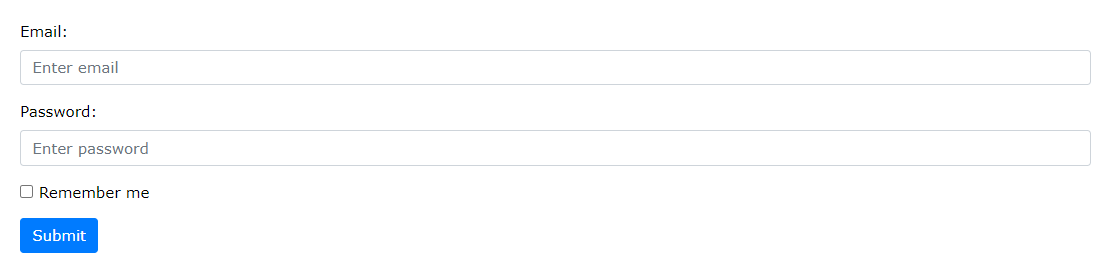 Email:
Enter email
Password:
Enter password
Remember me
Submit